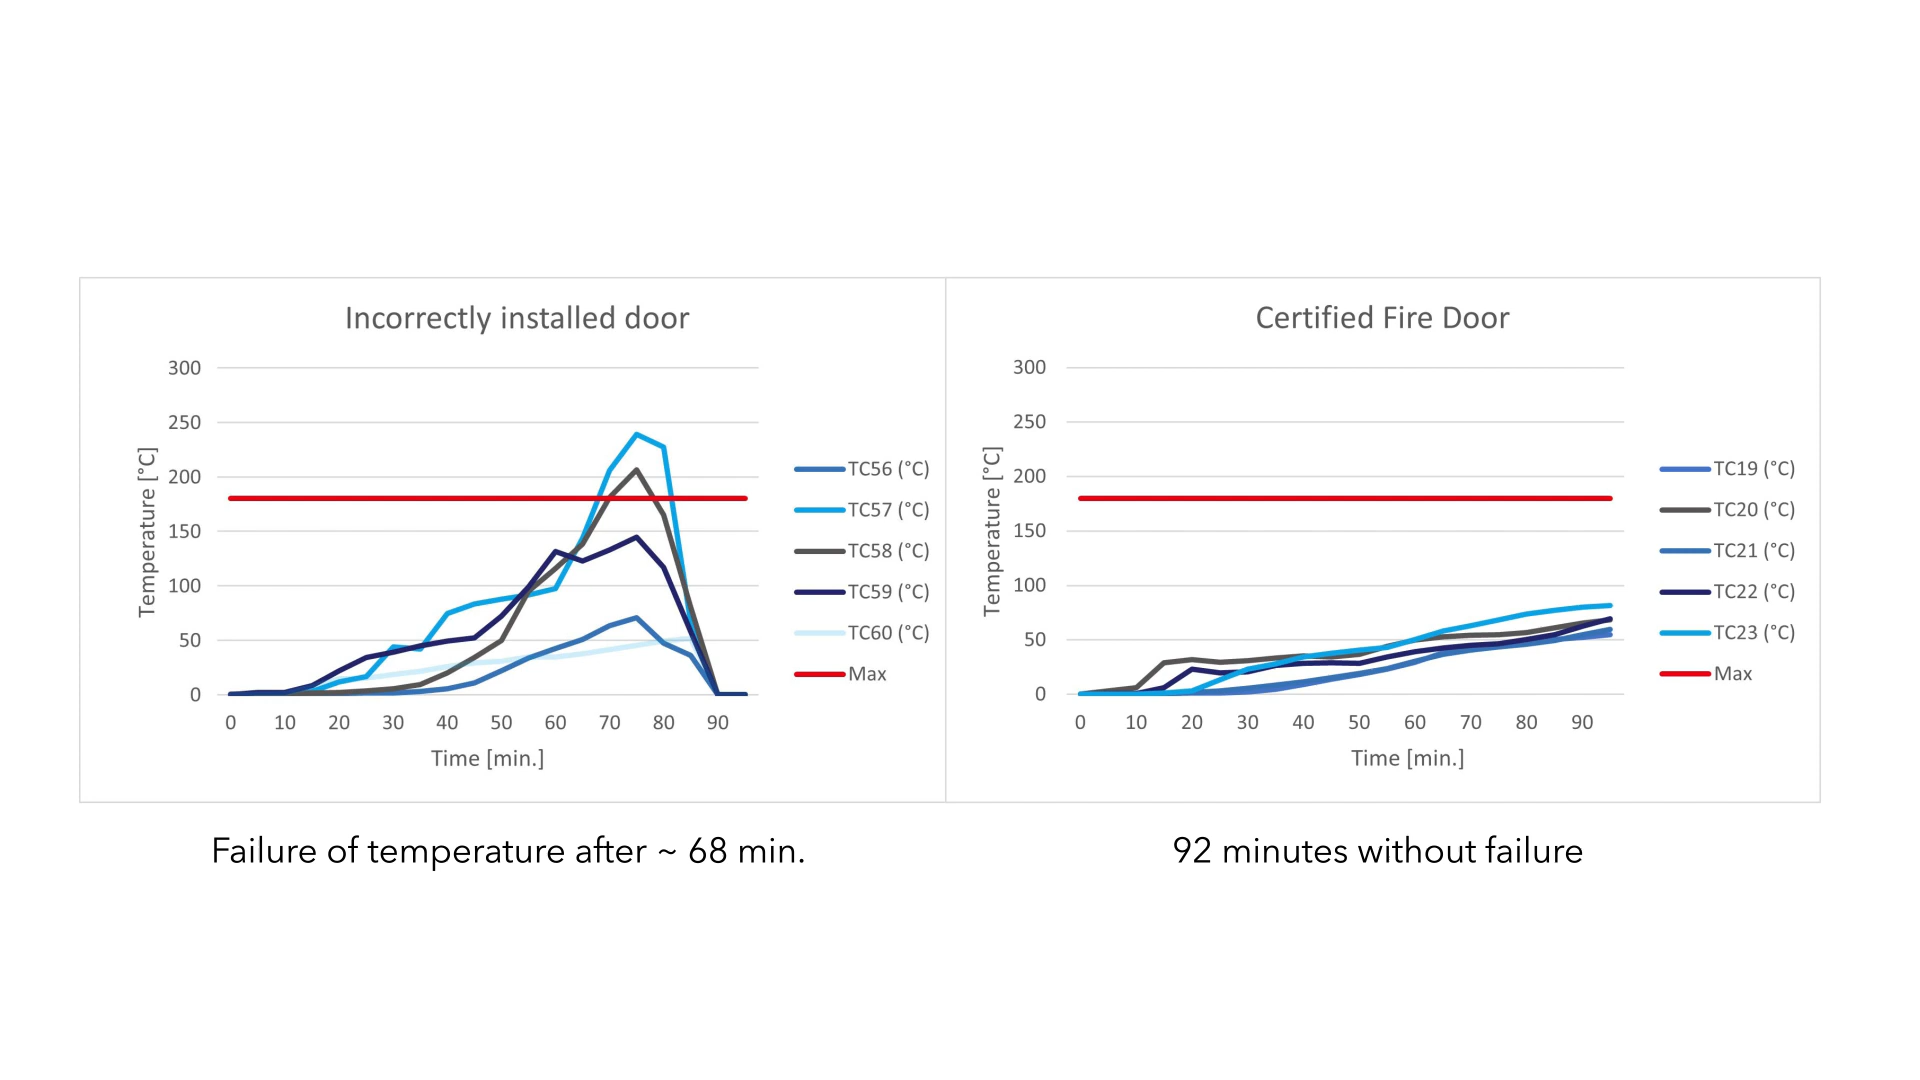 Incorrectly installed door
300
250
200
150
100
50
0
Temperature [°C]
0 10 20 30 40 50 60 70 80 90
Time [min.]
TC56 (°C)
TC57 (°C)
TC58 (°C)
TC59 (°C)
TC60 (°C)
Max
Failure of temperature after ~ 68 min.
Certified Fire Door
300
250
200
150
100
50
0
Temperature [°C]
0 10 20 30 40 50 60 70 80 90
Time [min.]
TC19 (°C)
TC20 (°C)
TC21 (°C)
TC22 (°C)
TC23 (°C)
Max
92 minutes without failure